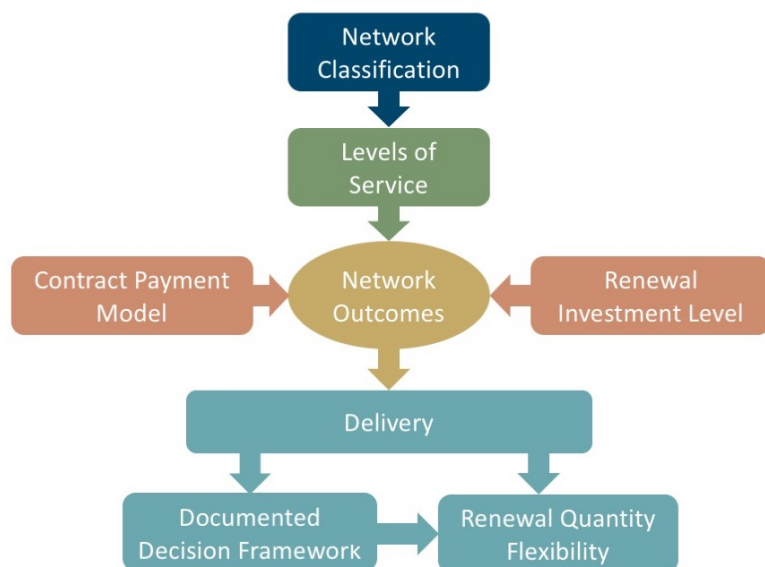 Network
Classification
Levels of
Service
Contract Payment
Model
Network
Outcomes
Renewal
Investment Level
Delivery
Documented
Decision Framework
Renewal Quantity
Flexibility